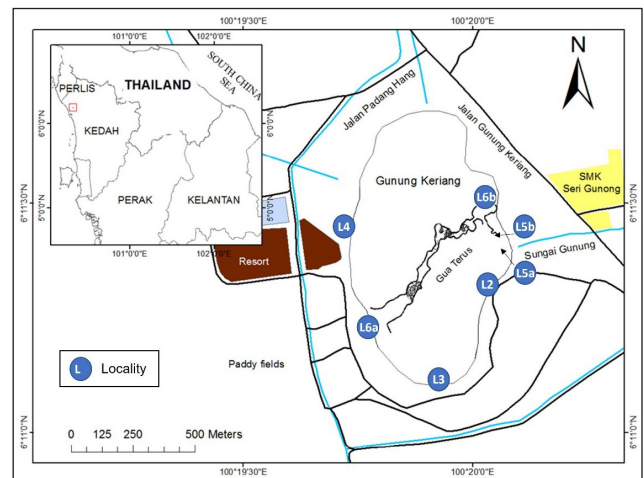 101°0'0"E
102°0'0"E
THAILAND
SOUTH CHINA
SEA
PERLIS
KEDAH
PERAK
KELANTAN
6°0'0"N
5°0'0"N
6°0'0"N
5°0'0"N
101°0'0"E
100°19'30"E
100°20'0"E
N
Jalan Padang Hang
Jalan Gunung Keriang
Gunung Keriang
SMK
Seri Gunong
6°11'30"N
6°11'30"N
L6b
L4
L5b
Sungai Gunung
Gua Terus
Resort
L5a
L2
L6a
L3
Paddy fields
L Locality
0 125 250 500 Meters
6°11'0"N
6°11'0"N
100°19'30"E
100°20'0"E